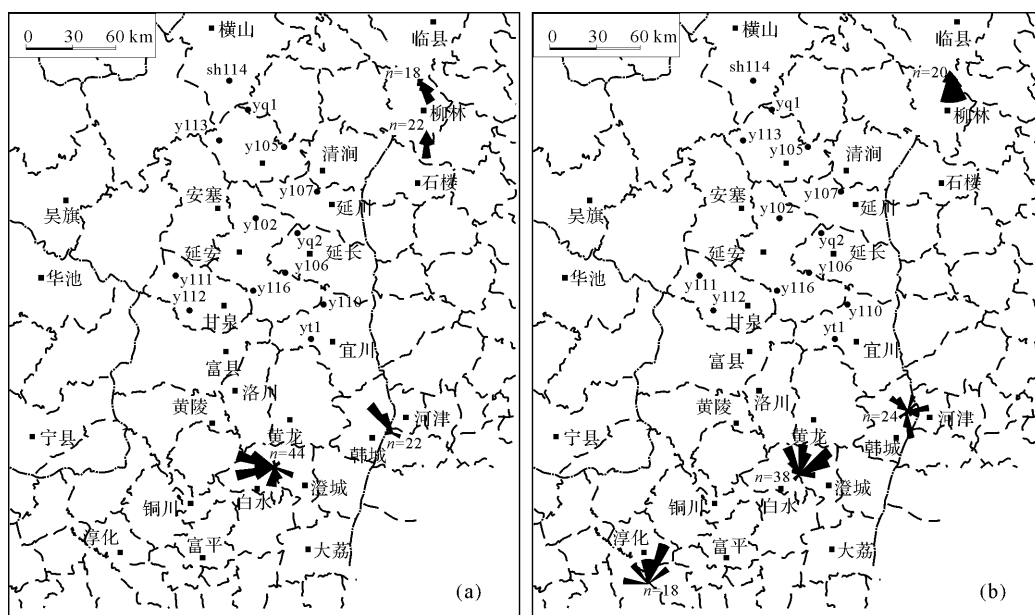 0 30 60 km
横山
临县
sh114
n=18
yq1
柳林
y113
n=22
y105
清涧
y107
石楼
安塞
吴旗
延川
y102
yq2
延安
延长
华池
y111
y106
y112
y116
y110
甘泉
yt1
宜川
富县
洛川
黄陵
河津
宁县
黄龙
n=22
韩城
n=44
澄城
白水
铜川
淳化
富平
大荔
(a)
0 30 60 km
横山
临县
sh114
n=20
yq1
柳林
y113
y105
清涧
y107
石楼
安塞
吴旗
延川
y102
yq2
延安
延长
华池
y111
y106
y112
y116
y110
甘泉
yt1
宜川
富县
洛川
黄陵
n=24
河津
宁县
黄龙
韩城
n=38
澄城
白水
铜川
淳化
富平
大荔
n=18
(b)